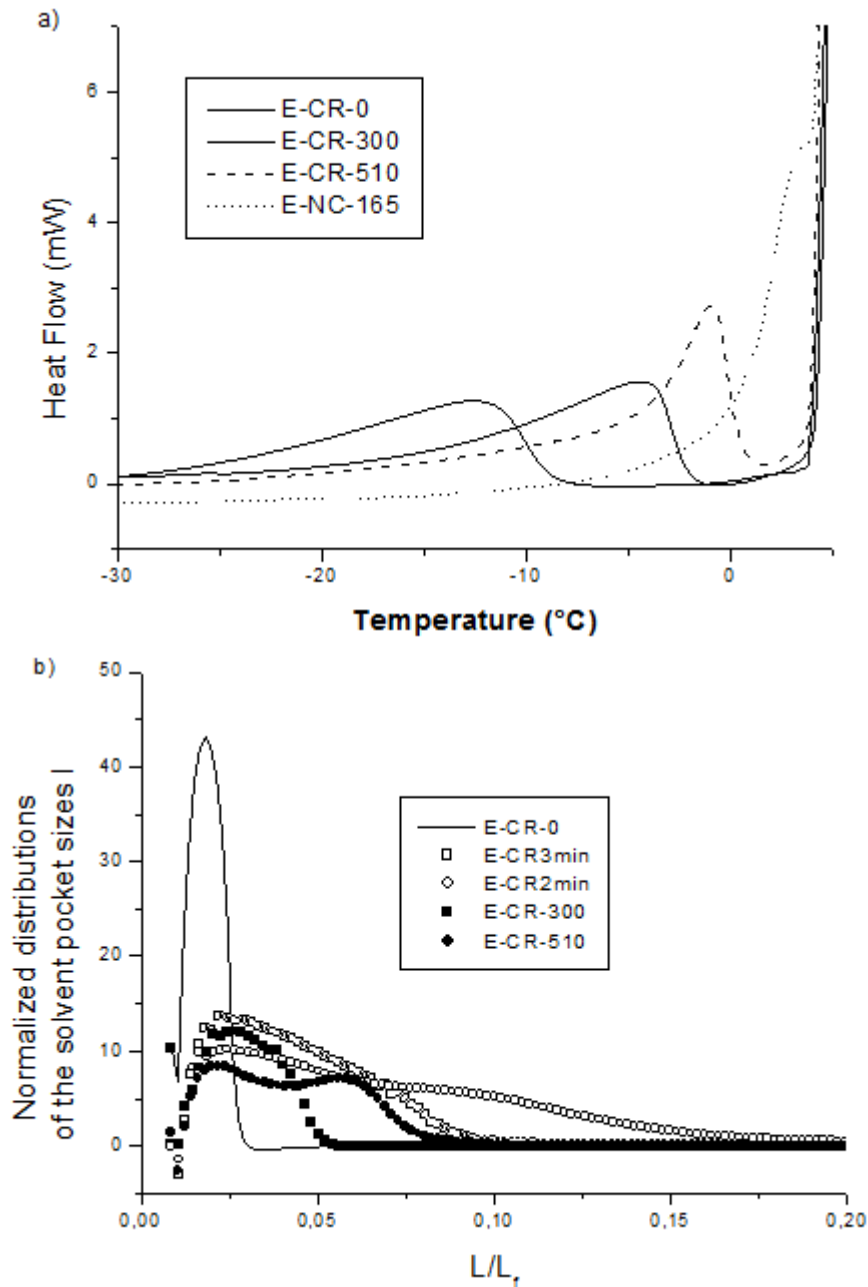 a)
6
4
2
0
Heat Flow (mW)
E-CR-0
E-CR-300
E-CR-510
E-NC-165
-30
-20
-10
0
Temperature (°C)
b)
50
40
30
20
10
0
Normalized distributions
of the solvent pocket sizes l
E-CR-0
E-CR3min
E-CR2min
E-CR-300
E-CR-510
0,00
0,05
0,10
0,15
0,20
L/Lr